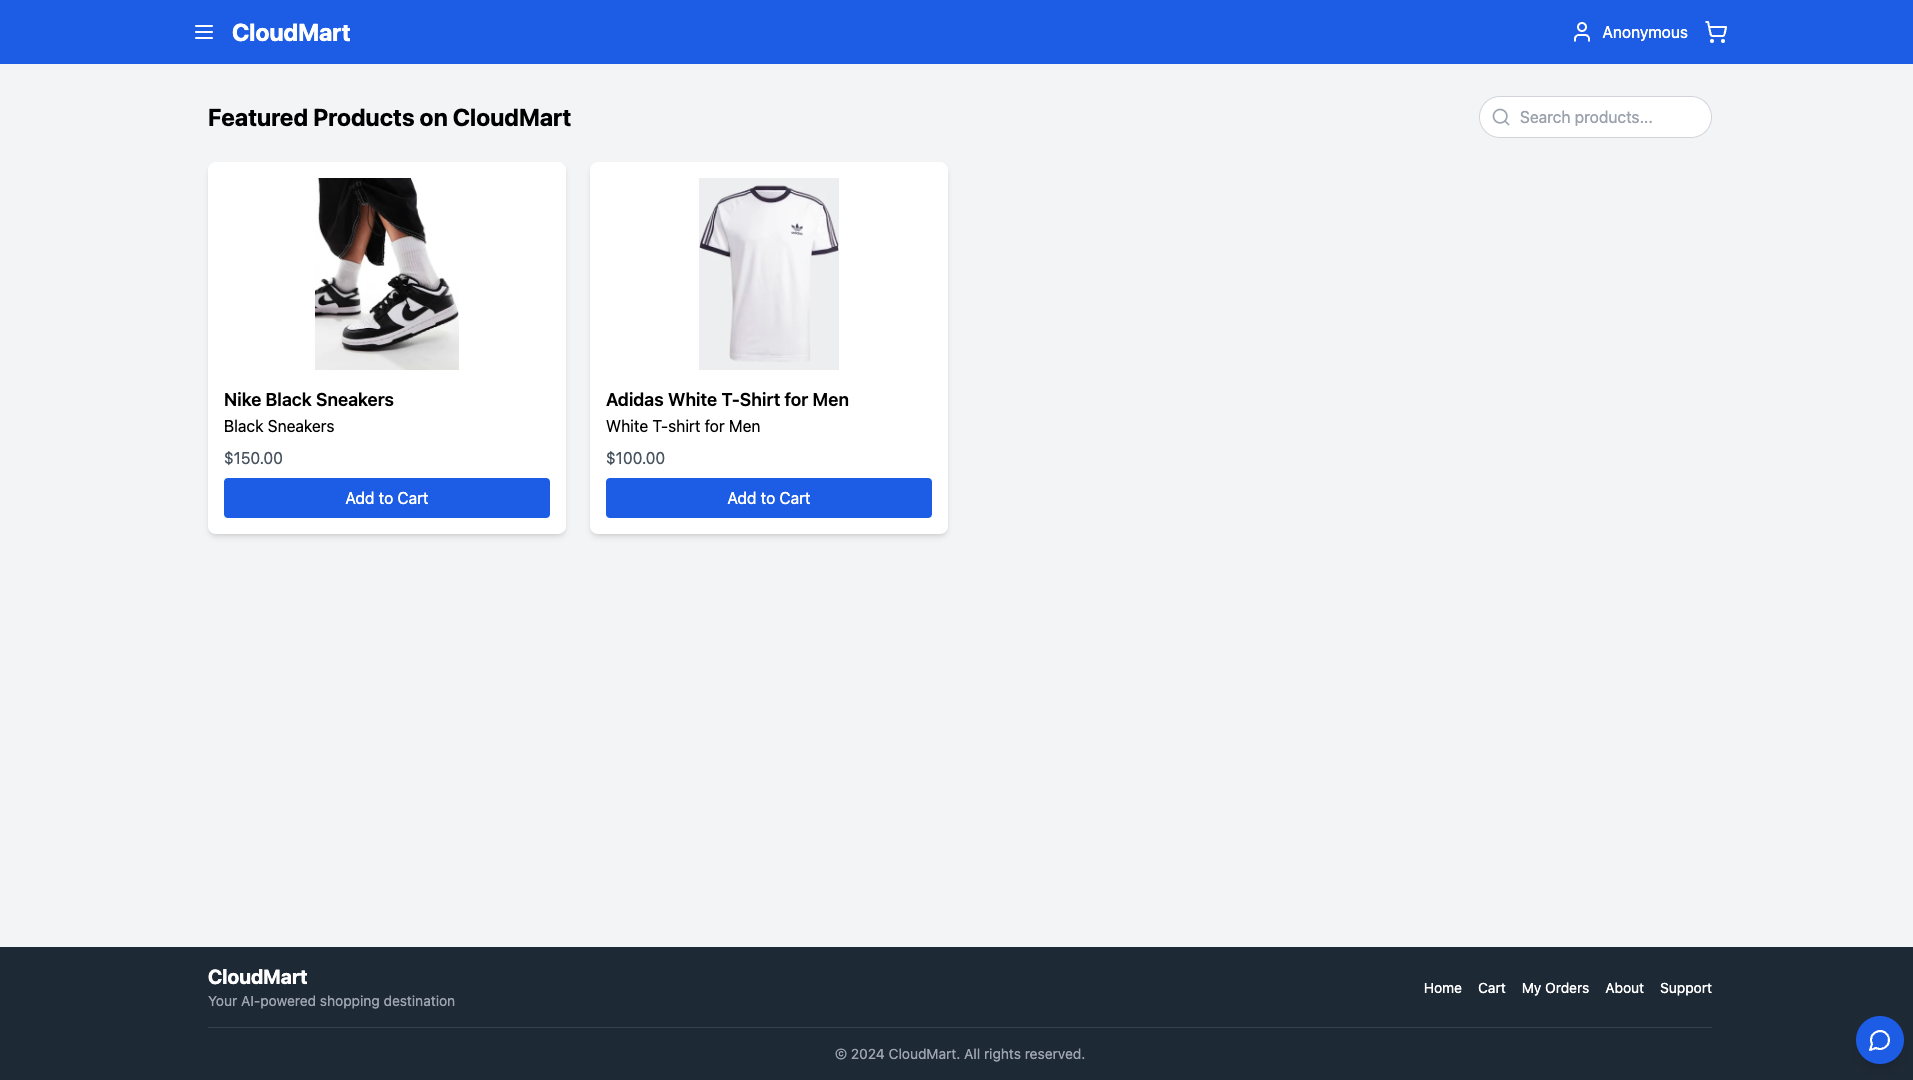 CloudMart
Anonymous
Featured Products on CloudMart
Search products...
Nike Black Sneakers
Black Sneakers
$150.00
Add to Cart
Adidas White T-Shirt for Men
White T-shirt for Men
$100.00
Add to Cart
CloudMart
Your AI-powered shopping destination
Home Cart My Orders About Support
© 2024 CloudMart. All rights reserved.